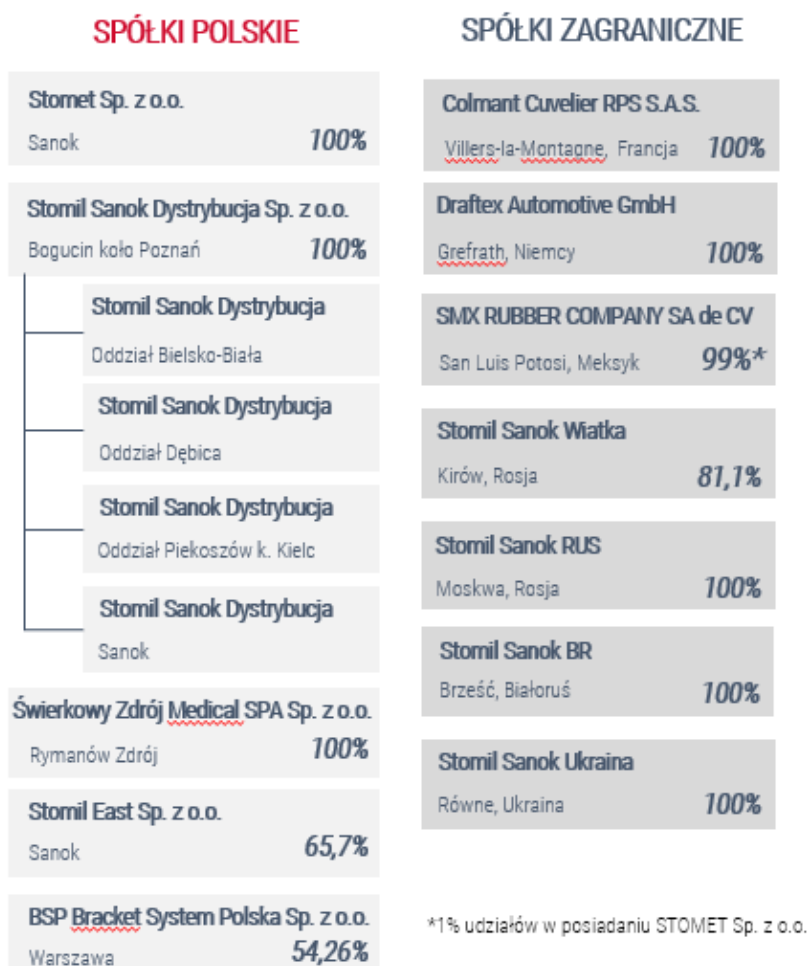 SPÓŁKI POLSKIE
Stomet Sp. z o.o.
Sanok 100%
Stomil Sanok Dystrybucja Sp. z o.o.
Bogucin koło Poznań 100%
Stomil Sanok Dystrybucja
Oddział Bielsko-Biała
Stomil Sanok Dystrybucja
Oddział Dębica
Stomil Sanok Dystrybucja
Oddział Piekoszów k. Kielc
Stomil Sanok Dystrybucja
Sanok
Świerkowy Zdrój Medical SPA Sp. z o.o.
Rymanów Zdrój 100%
Stomil East Sp. z o.o.
Sanok 65,7%
BSP Bracket System Polska Sp. z o.o.
Warszawa 54,26%
SPÓŁKI ZAGRANICZNE
Colmant Cuvelier RPS S.A.S.
Villers-la-Montagne, Francja 100%
Draftex Automotive GmbH
Grefrath, Niemcy 100%
SMX RUBBER COMPANY SA de CV
San Luis Potosi, Meksyk 99%*
Stomil Sanok Wiatka
Kirów, Rosja 81,1%
Stomil Sanok RUS
Moskwa, Rosja 100%
Stomil Sanok BR
Brześć, Białoruś 100%
Stomil Sanok Ukraina
Równe, Ukraina 100%
*1% udziałów w posiadaniu STOMET Sp. z o.o.